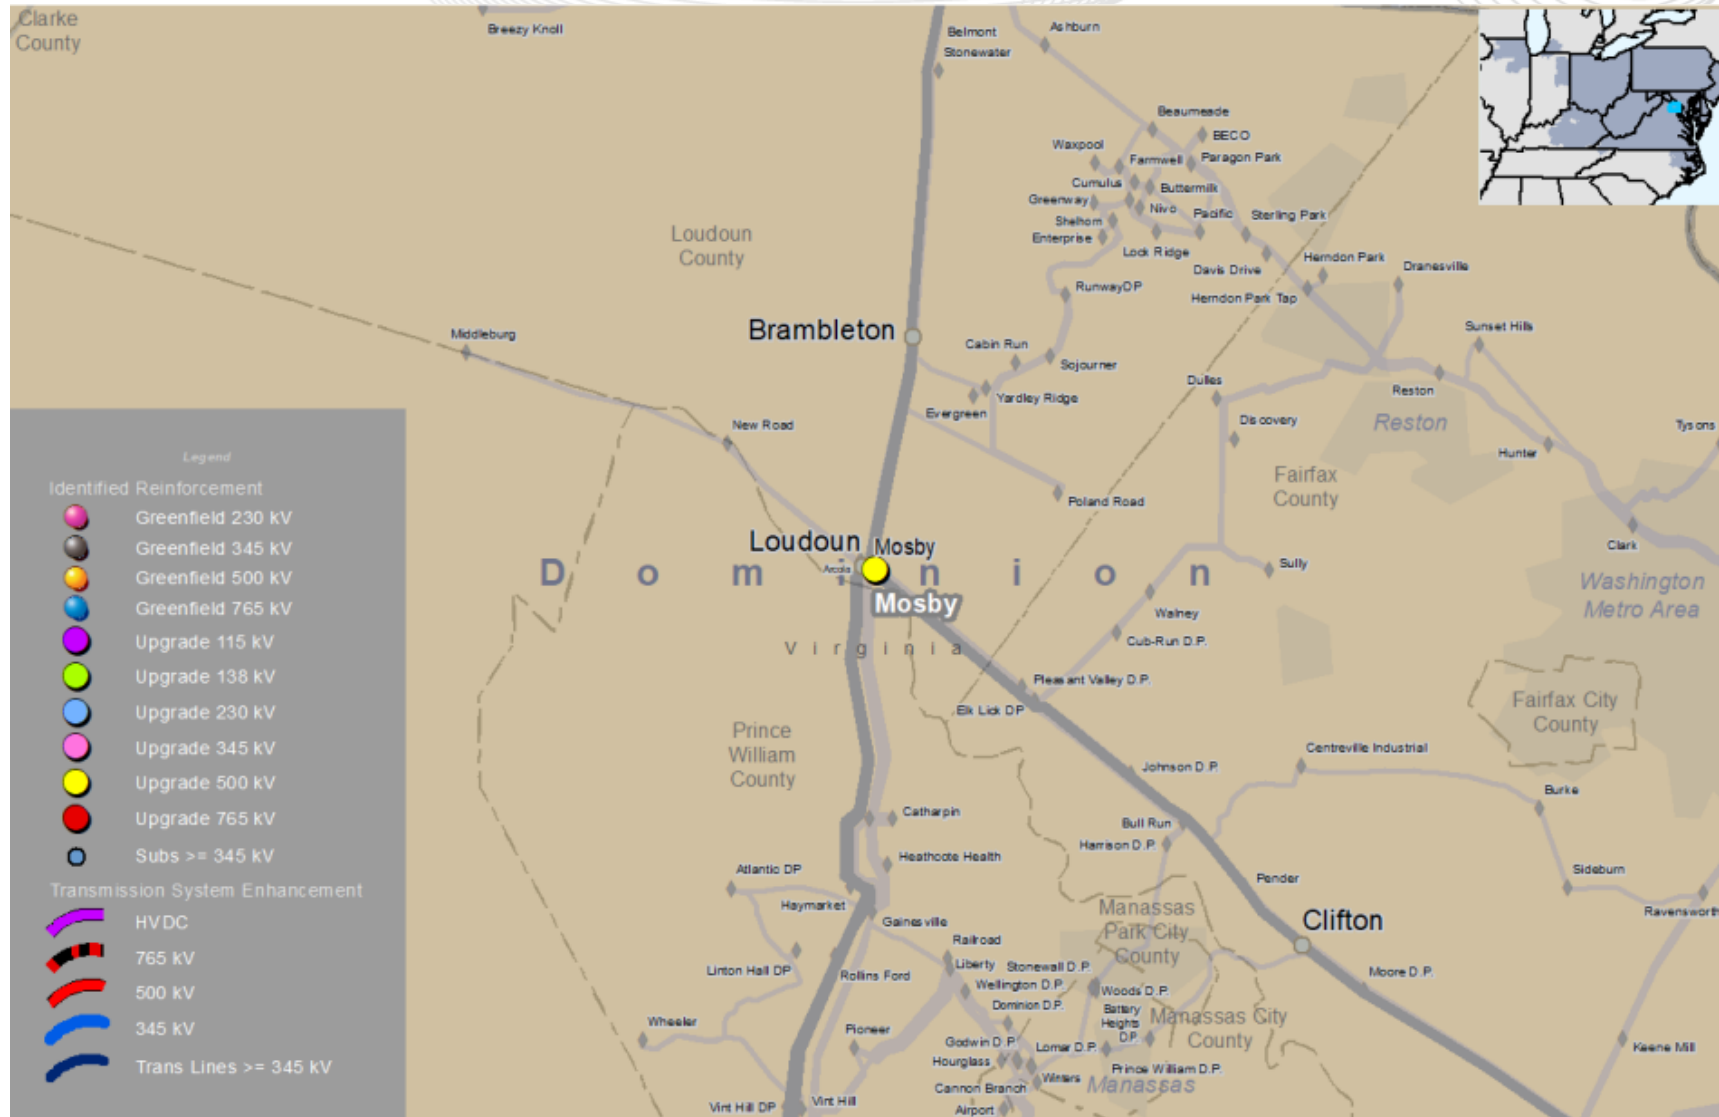 Clarke
County
Breezy Knoll
Belmont
Stonewater
Ashburn
Beaumeade
BECO
Waxpool
Farmwell
Paragon Park
Cumulus
Buttermilk
Greenway
Nivo
Pacific
Sterling Park
Shelhorn
Enterprise
Lock Ridge
Davis Drive
Herndon Park
Dranesville
Loudoun
County
RunwayDP
Herndon Park Tap
Sunset Hills
Middleburg
Brambleton
Cabin Run
Sojourner
Dulles
Reston
Evergreen
Yardley Ridge
Discovery
Reston
Tysons
New Road
Hunter
Fairfax
County
Poland Road
Clark
Loudoun
Mosby
Arcola
Dominion
Sully
Washington
Metro Area
Mosby
Walney
Cub-Run D.P.
Virginia
Pleasant Valley D.P.
Elk Lick DP
Fairfax City
County
Prince
William
County
Centreville Industrial
Johnson D.P.
Burke
Catharpin
Bull Run
Harrison D.P.
Heathcote Health
Atlantic DP
Sideburn
Pender
Haymarket
Manassas
Park City
County
Clifton
Ravensworth
Gainesville
Railroad
Linton Hall DP
Rollins Ford
Liberty
Stonewall D.P.
Moore D.P.
Wellington D.P.
Woods D.P.
Dominion D.P.
Battery
Heights
D.P.
Manassas City
County
Wheeler
Pioneer
Godwin D.P.
Lomar D.P.
Keene Mill
Hourglass
Prince William D.P.
Winters
Manassas
Cannon Branch
Vint Hill DP
Vint Hill
Airport
Legend
Identified Reinforcement
Greenfield 230 kV
Greenfield 345 kV
Greenfield 500 kV
Greenfield 765 kV
Upgrade 115 kV
Upgrade 138 kV
Upgrade 230 kV
Upgrade 345 kV
Upgrade 500 kV
Upgrade 765 kV
Subs >= 345 kV
Transmission System Enhancement
HVDC
765 kV
500 kV
345 kV
Trans Lines >= 345 kV